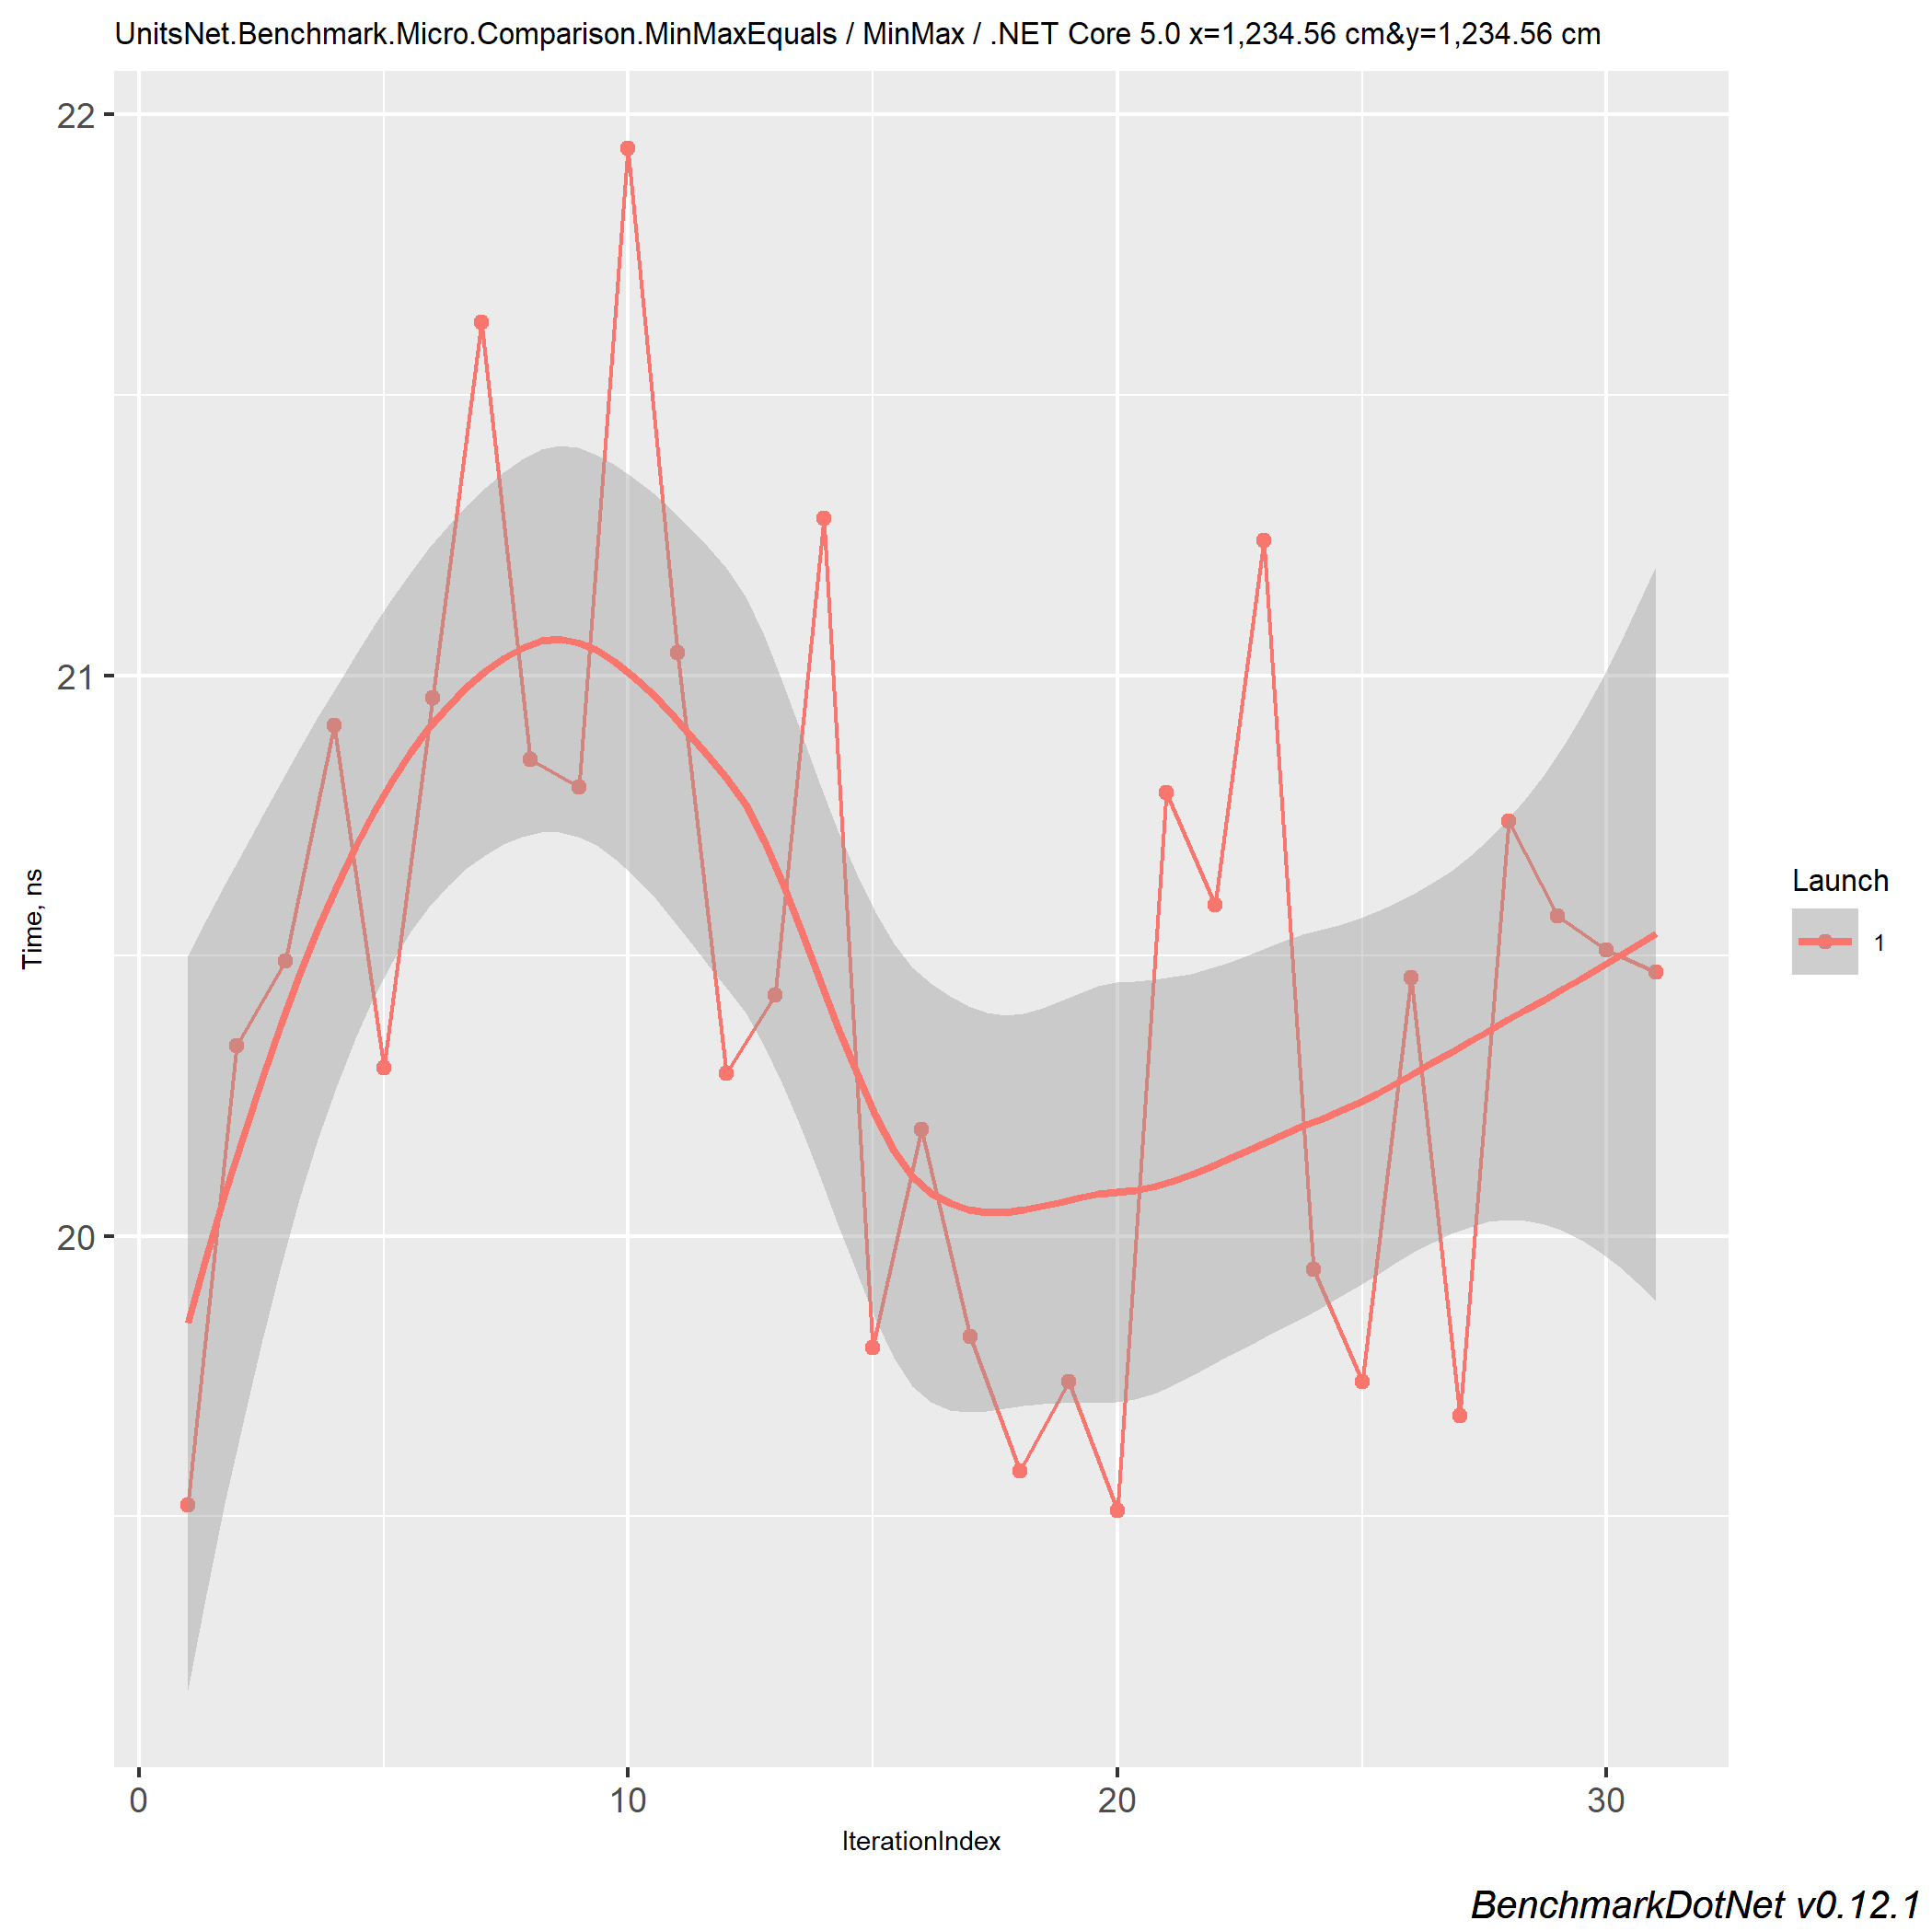 UnitsNet.Benchmark.Micro.Comparison.MinMaxEquals / MinMax / .NET Core 5.0 x=1,234.56 cm&y=1,234.56 cm
22
21
20
Time, ns
0 10 20 30
IterationIndex
Launch
1
BenchmarkDotNet v0.12.1